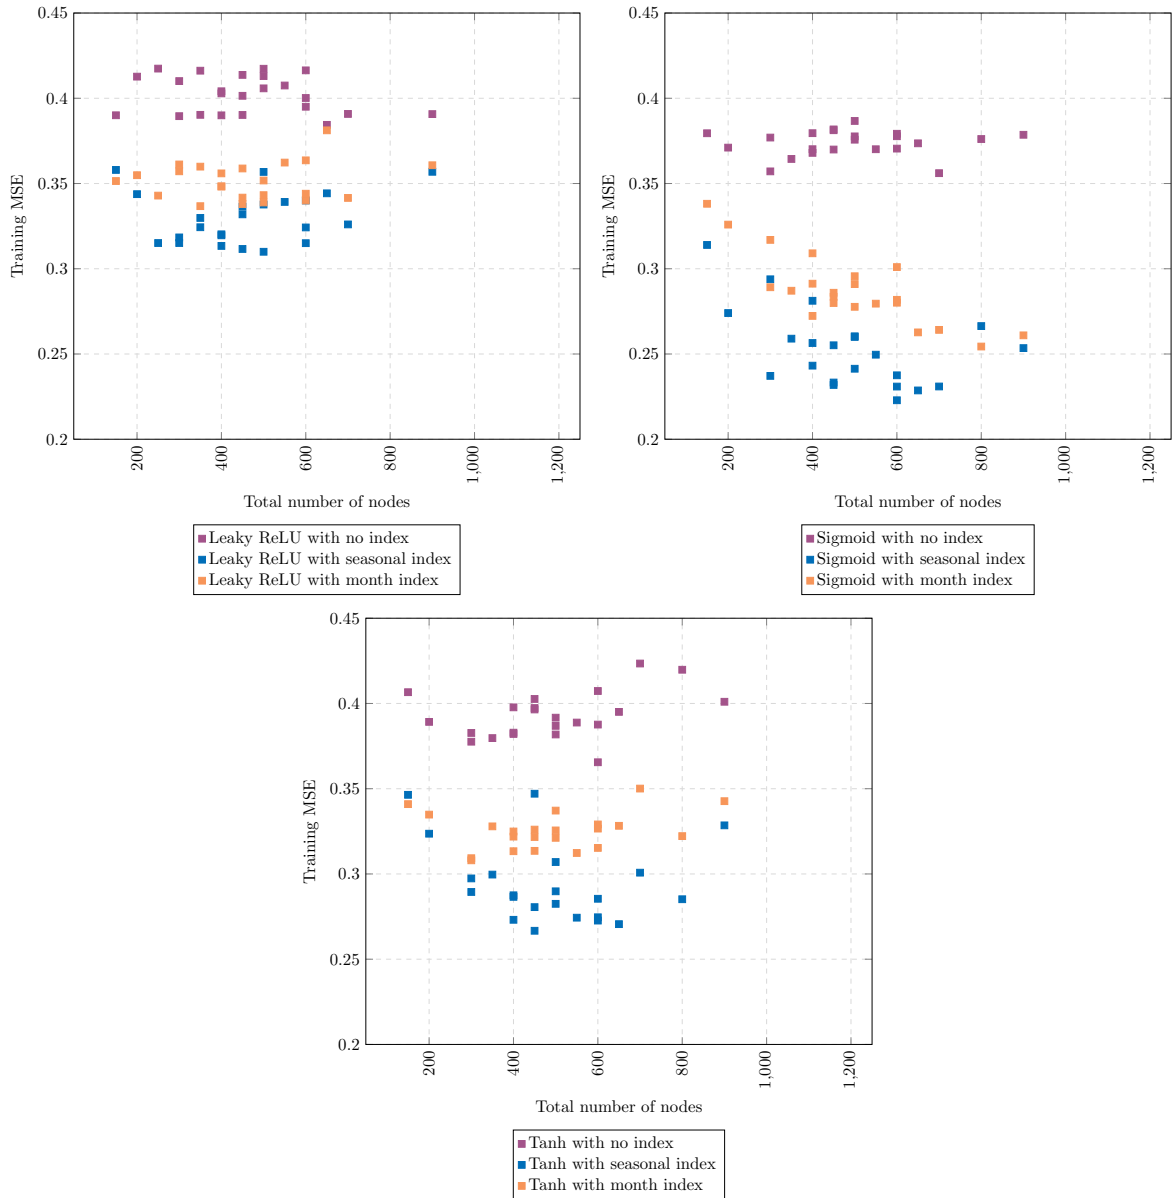 0.45
0.4
0.35
0.3
0.25
0.2
Training MSE
200
400
600
800
1,000
1,200
Total number of nodes
Leaky ReLU with no index
Leaky ReLU with seasonal index
Leaky ReLU with month index
0.45
0.4
0.35
0.3
0.25
0.2
Training MSE
200
400
600
800
1,000
1,200
Total number of nodes
Sigmoid with no index
Sigmoid with seasonal index
Sigmoid with month index
0.45
0.4
0.35
0.3
0.25
0.2
Training MSE
200
400
600
800
1,000
1,200
Total number of nodes
Tanh with no index
Tanh with seasonal index
Tanh with month index